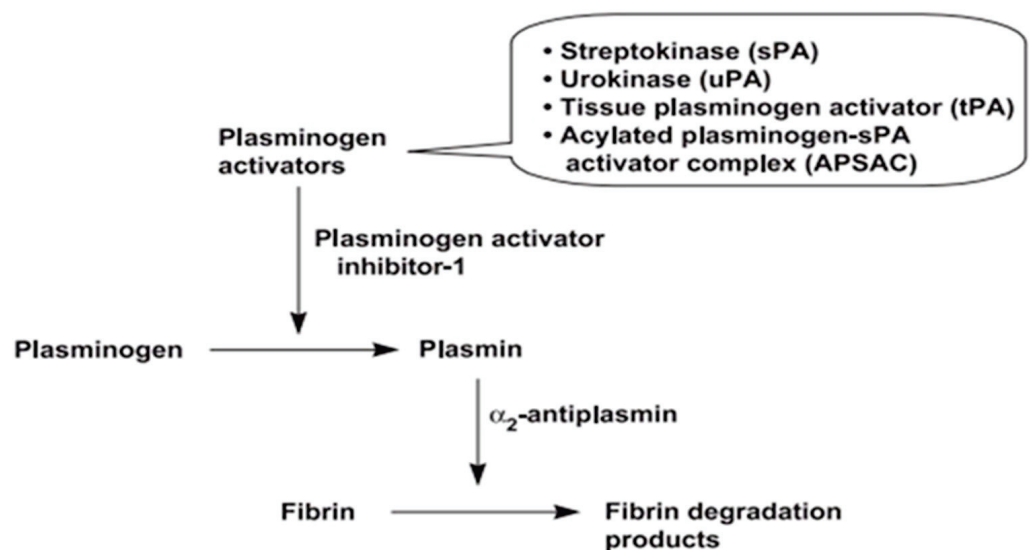 • Streptokinase (sPA)
• Urokinase (uPA)
• Tissue plasminogen activator (tPA)
• Acylated plasminogen-sPA
activator complex (APSAC)
Plasminogen
activators
Plasminogen activator
inhibitor-1
Plasminogen
Plasmin
α₂-antiplasmin
Fibrin
Fibrin degradation
products